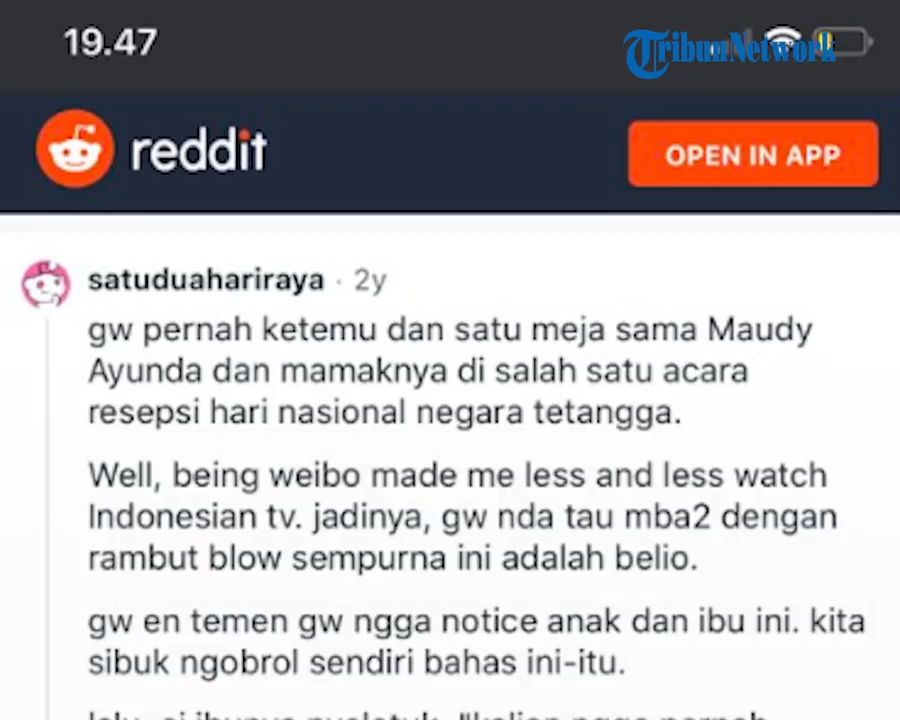 19.47
TribunNetwork
reddit
OPEN IN APP
satuduahariraya · 2y
gw pernah ketemu dan satu meja sama Maudy
Ayunda dan mamaknya di salah satu acara
resepsi hari nasional negara tetangga.
Well, being weibo made me less and less watch
Indonesian tv. jadinya, gw nda tau mba2 dengan
rambut blow sempurna ini adalah belio.
gw en temen gw ngga notice anak dan ibu ini. kita
sibuk ngobrol sendiri bahas ini-itu.